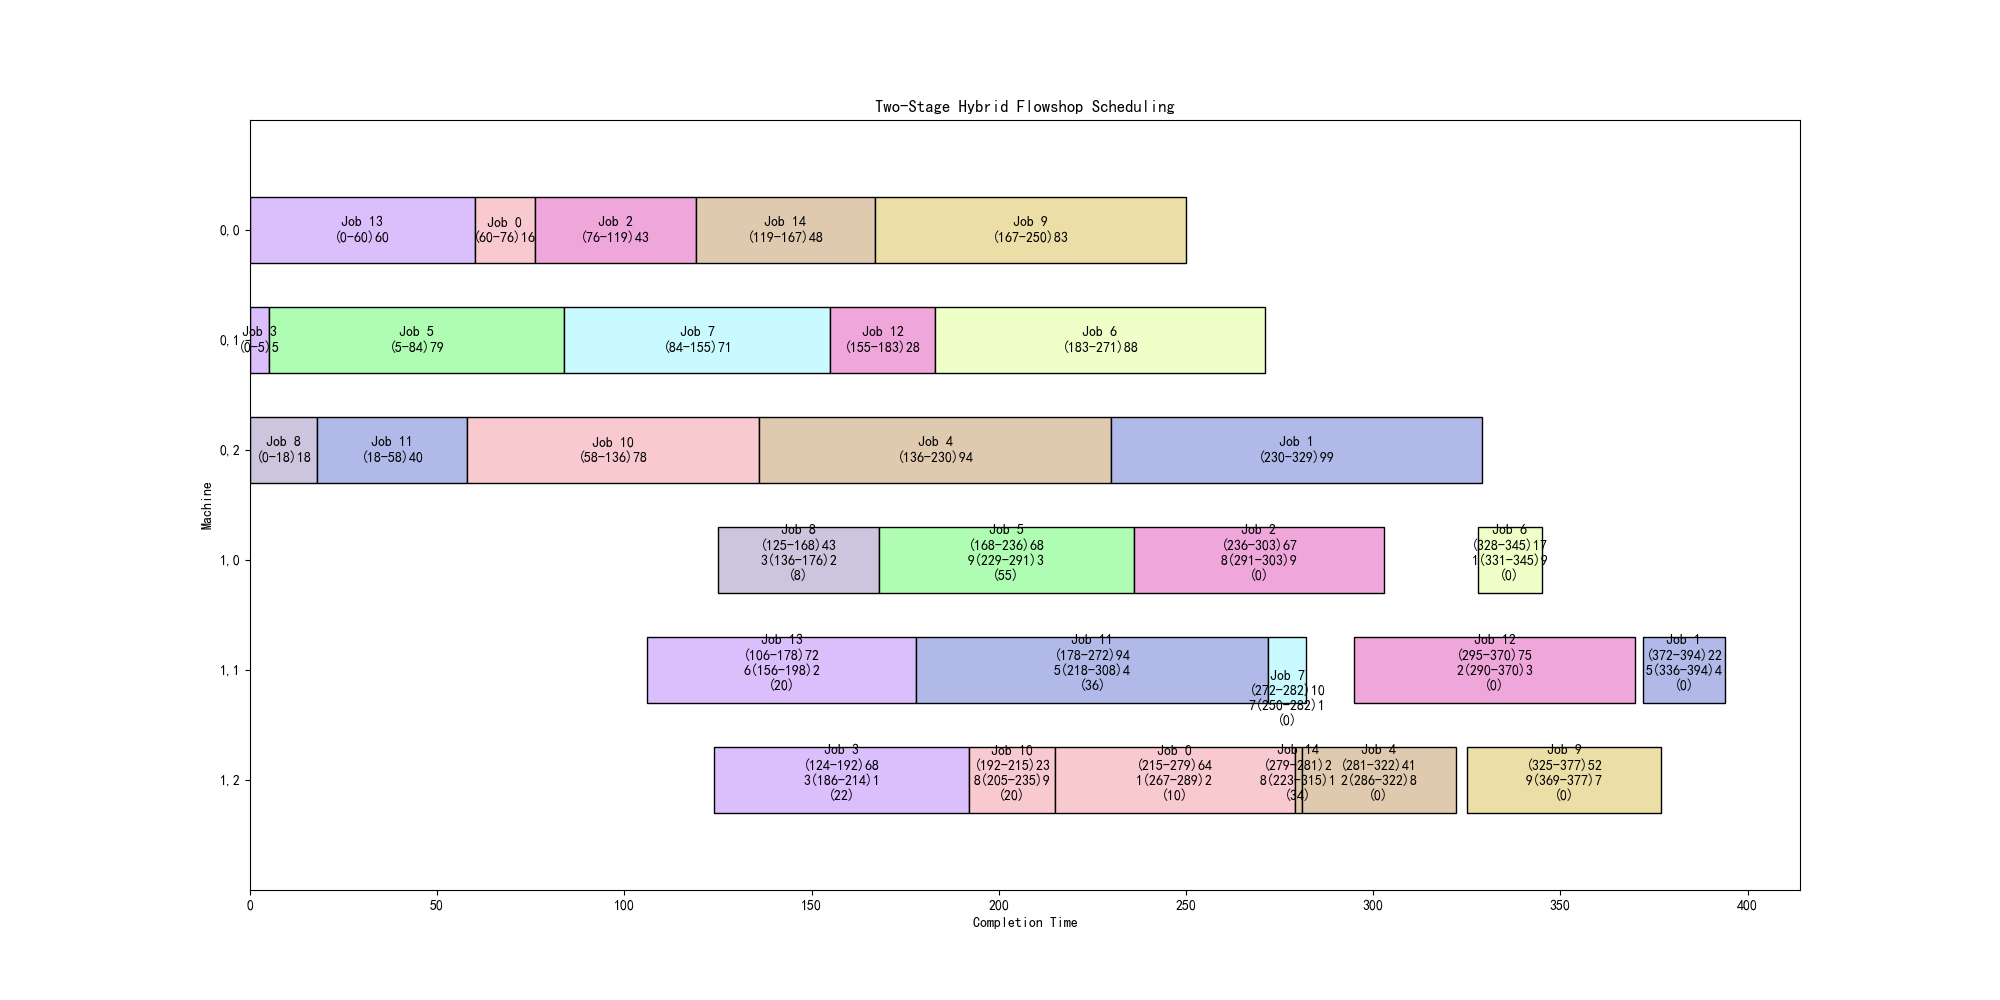 Two-Stage Hybrid Flowshop Scheduling
0,0
Job 13
(0-60)60
Job 0
(60-76)16
Job 2
(76-119)43
Job 14
(119-167)48
Job 9
(167-250)83
0,1
Job 3
(0-5)5
Job 5
(5-84)79
Job 7
(84-155)71
Job 12
(155-183)28
Job 6
(183-271)88
0,2
Job 8
(0-18)18
Job 11
(18-58)40
Job 10
(58-136)78
Job 4
(136-230)94
Job 1
(230-329)99
Machine
1,0
Job 8
(125-168)43
3(136-176)2
(8)
Job 5
(168-236)68
9(229-291)3
(55)
Job 2
(236-303)67
8(291-303)9
(0)
Job 6
(328-345)17
1(331-345)9
(0)
1,1
Job 13
(106-178)72
6(156-198)2
(20)
Job 11
(178-272)94
5(218-308)4
(36)
Job 7
(272-282)10
7(250-282)1
(0)
Job 12
(295-370)75
2(290-370)3
(0)
Job 1
(372-394)22
5(336-394)4
(0)
1,2
Job 3
(124-192)68
3(186-214)1
(22)
Job 10
(192-215)23
8(205-235)9
(20)
Job 0
(215-279)64
1(267-289)2
(10)
Job 14
(279-281)2
8(223-315)1
(34)
Job 4
(281-322)41
2(286-322)8
(0)
Job 9
(325-377)52
9(369-377)7
(0)
0 50 100 150 200 250 300 350 400
Completion Time